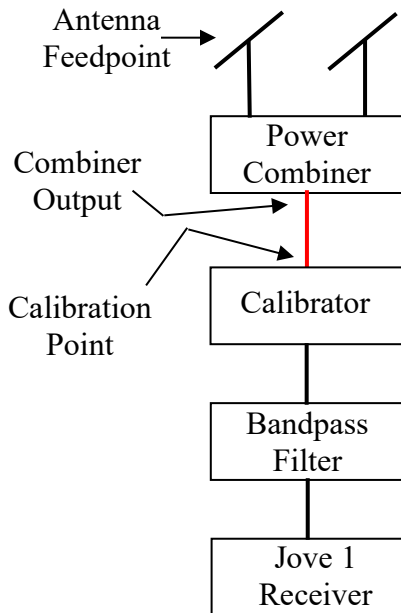 Antenna
Feedpoint
Power
Combiner
Combiner
Output
Calibrator
Calibration
Point
Bandpass
Filter
Jove 1
Receiver